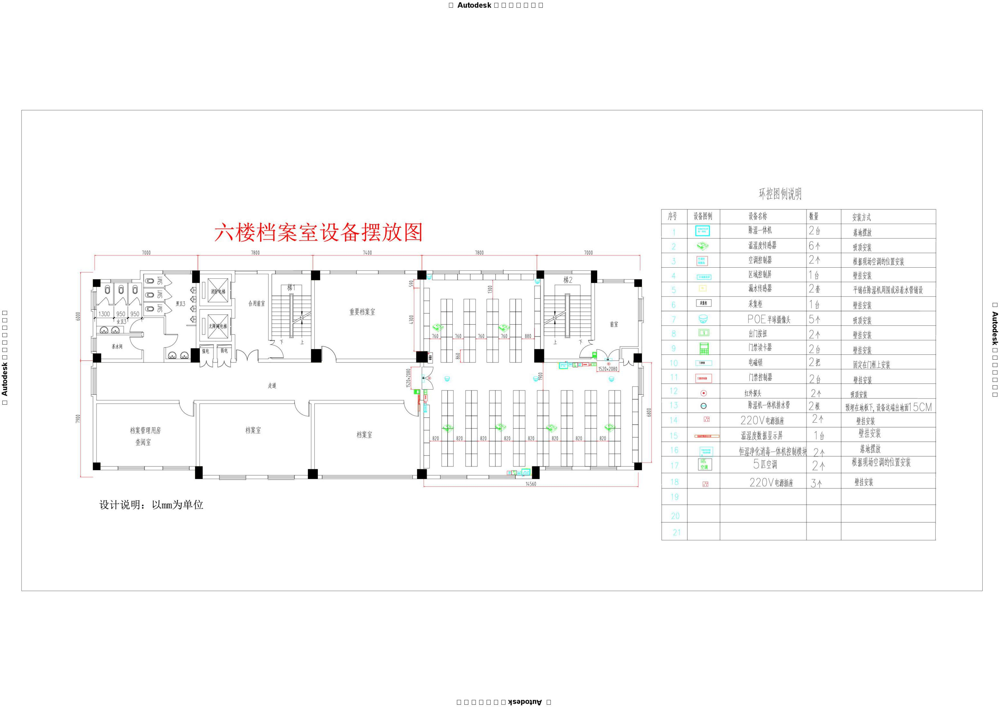 Autodesk
六楼档案室设备摆放图
7000 7800 7400 7800 7000
6000
7900
SM1
SM1
SM1
男卫3
1300 950 950
女卫3
茶水间
消防电梯
无障碍电梯
强电 弱电
合用前室
梯1
下 上
重要档案室
590
4300
1300
760 760 760 760 880
860
梯2
上 下
前室
1520×2080
1520×2080
1900
6800
走道
档案管理用房
查阅室
档案室
档案室
820 820 820 820 820 820 820 820
14560
设计说明：以mm为单位
环控图例说明
序号 设备图例 设备名称 数量 安装方式
1 除湿一体机 2台 落地摆放
2 温湿度传感器 6个 吸顶安装
3 空调控制器 2个 根据现场空调的位置安装
4 区域控制屏 1台 壁挂安装
5 漏水传感器 2套 平铺在除湿机周围或沿着水管铺设
6 采集柜 采集柜 1台 壁挂安装
7 POE半球摄像头 5个 吸顶安装
8 出门按扭 2个 壁挂安装
9 门禁读卡器 2台 壁挂安装
10 门禁锁 电磁锁 2把 固定在门框上安装
11 门禁控制器 门禁控制器 2台 壁挂安装
12 红外探头 2个 吸顶安装
13 除湿机一体机排水管 2根 预埋在地板下,设备这端出地面15CM
14 220V电源插座 2个 壁挂安装
15 温湿度数据显示屏 1台 壁挂安装
16 恒湿净化消毒一体机控制模块 2个 落地摆放
17 5匹空调 5匹空调 2个 根据现场空调的位置安装
18 220V电源插座 3个 壁挂安装
19
20
21
Autodesk
Autodesk
Autodesk